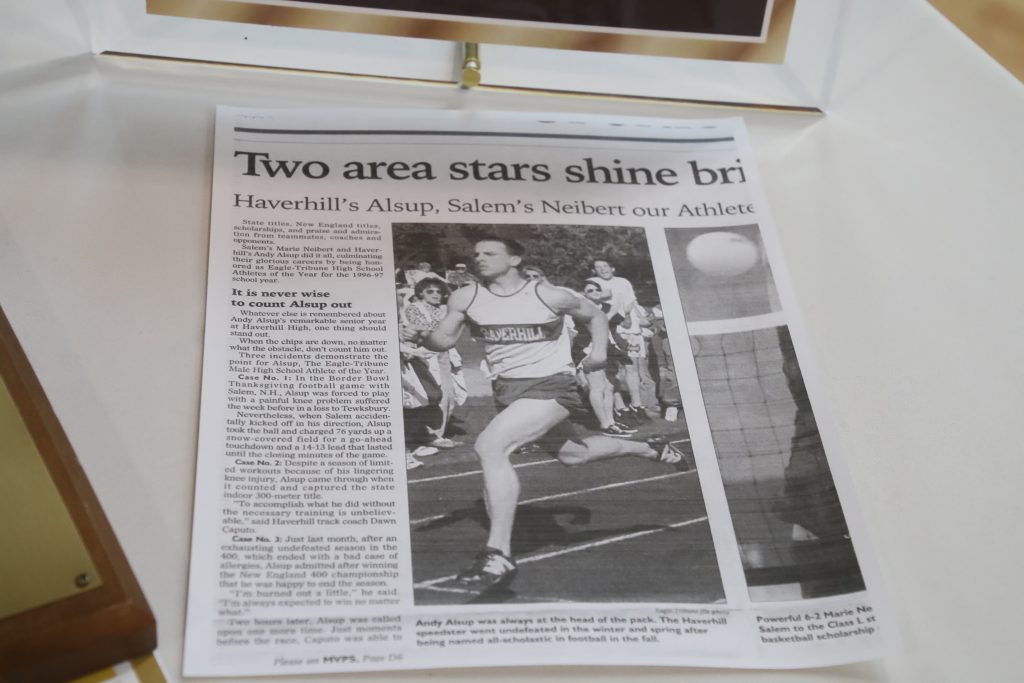 Two area stars shine bri
Haverhill's Alsup, Salem's Neibert our Athlete
State titles, New England titles,
scholarships, and praise and admira-
tion from teammates, coaches and
opponents.
Salem's Marie Neibert and Haver-
hill's Andy Alsup did it all, culminating
their glorious careers by being hon-
ored as Eagle-Tribune High School
Athletes of the Year for the 1996-97
school year.
It is never wise
to count Alsup out
Whatever else is remembered about
Andy Alsup's remarkable senior year
at Haverhill High, one thing should
stand out.
When the chips are down, no matter
what the obstacle, don't count him out.
Three incidents demonstrate the
point for Alsup, The Eagle-Tribune
Male High School Athlete of the Year.
Case No. 1: In the Border Bowl
Thanksgiving football game with
Salem, N.H., Alsup was forced to play
with a painful knee problem suffered
the week before in a loss to Tewksbury.
Nevertheless, when Salem acciden-
tally kicked off in his direction, Alsup
took the ball and charged 76 yards up a
snow-covered field for a go-ahead
touchdown and a 14-13 lead that lasted
until the closing minutes of the game.
Case No. 2: Despite a season of limit-
ed workouts because of his lingering
knee injury, Alsup came through when
it counted and captured the state
indoor 300-meter title.
"To accomplish what he did without
the necessary training is unbeliev-
able," said Haverhill track coach Dawn
Caputo.
Case No. 3: Just last month, after an
exhausting undefeated season in the
400, which ended with a bad case of
allergies, Alsup admitted after winning
the New England 400 championship
that he was happy to end the season.
"I'm burned out a little," he said.
"I'm always expected to win no matter
what."
Two hours later, Alsup was called
upon one more time. Just moments
before the race, Caputo was able to
Please see MVPS, Page D6
HAVERHILL
Eagle-Tribune file photo
Andy Alsup was always at the head of the pack. The Haverhill
speedster went undefeated in the winter and spring after
being named all-scholastic in football in the fall.
Powerful 6-2 Marie Ne
Salem to the Class L st
basketball scholarship